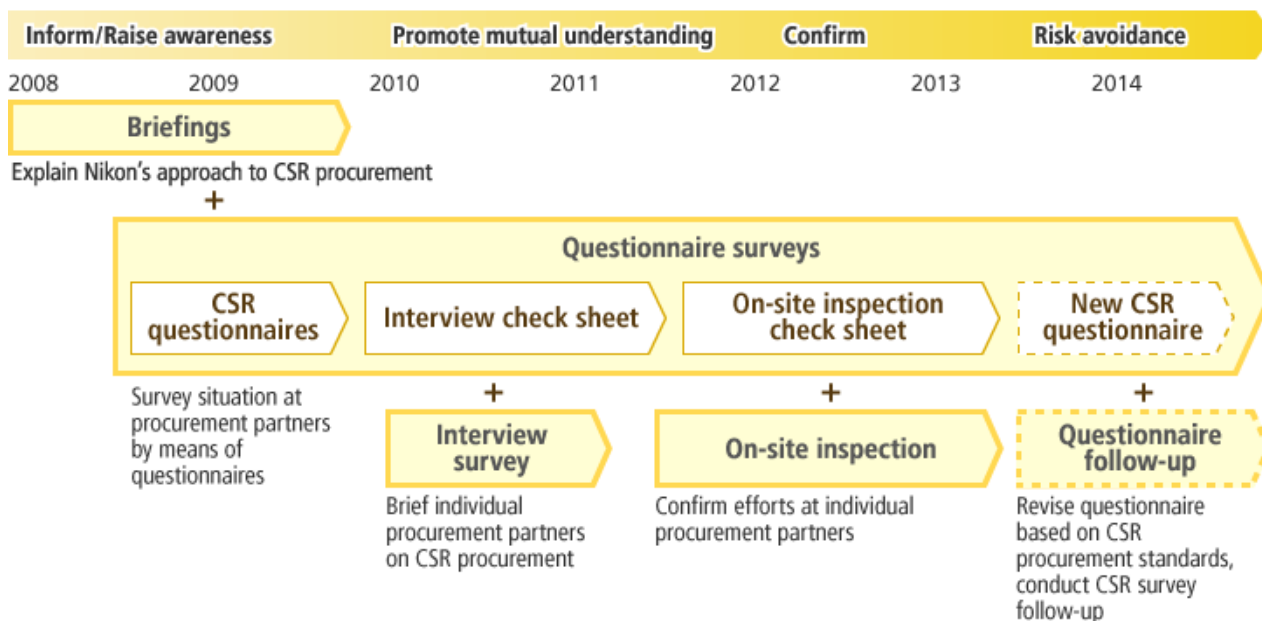 Inform/Raise awareness
Promote mutual understanding
Confirm
Risk avoidance
2008 2009 2010 2011 2012 2013 2014
Briefings
Explain Nikon's approach to CSR procurement
+
Questionnaire surveys
CSR
questionnaires
Interview check sheet
On-site inspection
check sheet
New CSR
questionnaire
Survey situation at
procurement partners
by means of
questionnaires
+
Interview
survey
Brief individual
procurement partners
on CSR procurement
+
On-site inspection
Confirm efforts at individual
procurement partners
+
Questionnaire
follow-up
Revise questionnaire
based on CSR
procurement standards,
conduct CSR survey
follow-up